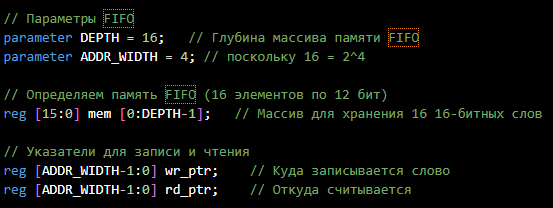 // Параметры FIFO
parameter DEPTH = 16;   // Глубина массива памяти FIFO
parameter ADDR_WIDTH = 4; // поскольку 16 = 2^4
// Определяем память FIFO (16 элементов по 12 бит)
reg [15:0] mem [0:DEPTH-1];   // Массив для хранения 16 16-битных слов
// Указатели для записи и чтения
reg [ADDR_WIDTH-1:0] wr_ptr;    // Куда записывается слово
reg [ADDR_WIDTH-1:0] rd_ptr;    // Откуда считывается